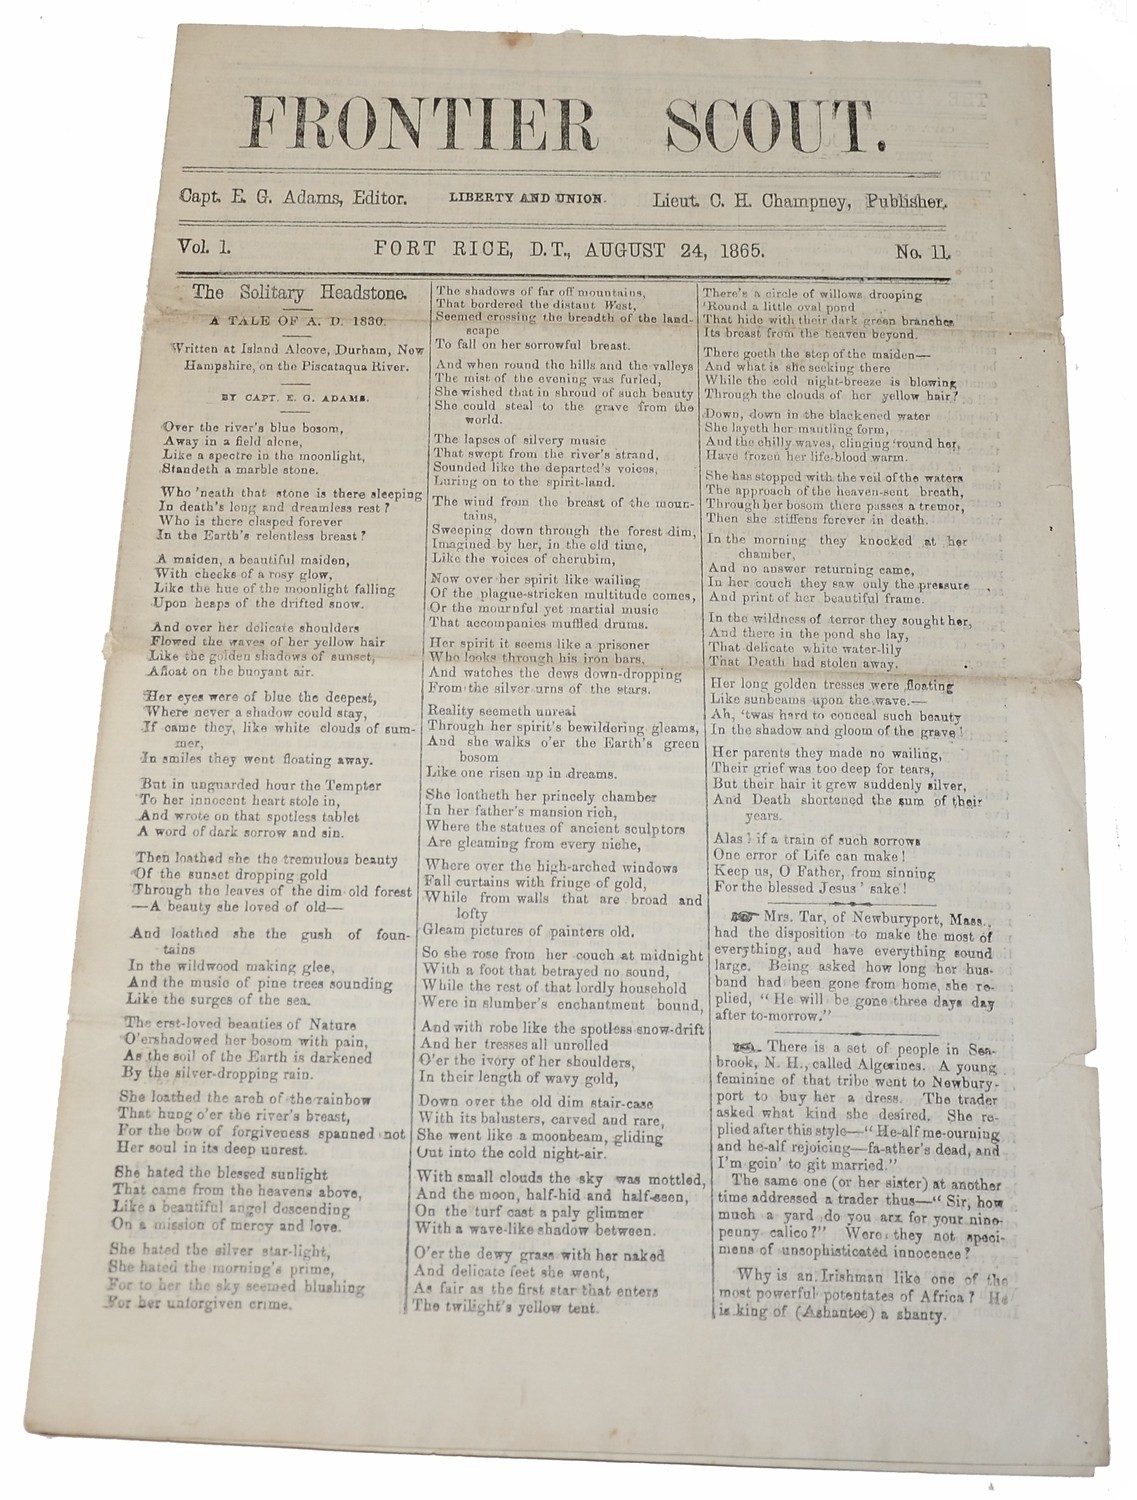 FRONTIER SCOUT.
Capt. E. G. Adams, Editor. LIBERTY AND UNION. Lieut. C. H. Champney, Publisher.
Vol. 1. FORT RICE, D.T., AUGUST 24, 1865. No. 11.
The Solitary Headstone.
A TALE OF A. D. 1830.
Written at Island Alcove, Durham, New
Hampshire, on the Piscataqua River.
BY CAPT. E. G. ADAMS.
Over the river's blue bosom,
Away in a field alone,
Like a spectre in the moonlight,
Standeth a marble stone.
Who 'neath that stone is there sleeping
In death's long and dreamless rest?
Who is there clasped forever
In the Earth's relentless breast?
A maiden, a beautiful maiden,
With cheeks of a rosy glow,
Like the hue of the moonlight falling
Upon heaps of the drifted snow.
And over her delicate shoulders
Flowed the waves of her yellow hair
Like the golden shadows of sunset,
Afloat on the buoyant air.
Her eyes were of blue the deepest,
Where never a shadow could stay,
If came they, like white clouds of sum-
mer,
In smiles they went floating away.
But in unguarded hour the Tempter
To her innocent heart stole in,
And wrote on that spotless tablet
A word of dark sorrow and sin.
Then loathed she the tremulous beauty
Of the sunset dropping gold
Through the leaves of the dim old forest
—A beauty she loved of old—
And loathed she the gush of foun-
tains
In the wildwood making glee,
And the music of pine trees sounding
Like the surges of the sea.
The erst-loved beauties of Nature
O'ershadowed her bosom with pain,
As the soil of the Earth is darkened
By the silver-dropping rain.
She loathed the arch of the rainbow
That hung o'er the river's breast,
For the bow of forgiveness spanned not
Her soul in its deep unrest.
She hated the blessed sunlight
That came from the heavens above,
Like a beautiful angel descending
On a mission of mercy and love.
She hated the silver star-light,
She hated the morning's prime,
For to her the sky seemed blushing
For her unforgiven crime.
The shadows of far off mountains,
That bordered the distant West,
Seemed crossing the breadth of the land-
scape
To fall on her sorrowful breast.
And when round the hills and the valleys
The mist of the evening was furled,
She wished that in shroud of such beauty
She could steal to the grave from the
world.
The lapses of silvery music
That swept from the river's strand,
Sounded like the departed's voices,
Luring on to the spirit-land.
The wind from the breast of the moun-
tains,
Sweeping down through the forest dim,
Imagined by her, in the old time,
Like the voices of cherubim,
Now over her spirit like wailing
Of the plague-stricken multitude comes,
Or the mournful yet martial music
That accompanies muffled drums.
Her spirit it seems like a prisoner
Who looks through his iron bars,
And watches the dews down-dropping
From the silver urns of the stars.
Reality seemeth unreal
Through her spirit's bewildering gleams,
And she walks o'er the Earth's green
bosom
Like one risen up in dreams.
She loatheth her princely chamber
In her father's mansion rich,
Where the statues of ancient sculptors
Are gleaming from every niche,
Where over the high-arched windows
Fall curtains with fringe of gold,
While from walls that are broad and
lofty
Gleam pictures of painters old.
So she rose from her couch at midnight
With a foot that betrayed no sound,
While the rest of that lordly household
Were in slumber's enchantment bound,
And with robe like the spotless snow-drift
And her tresses all unrolled
O'er the ivory of her shoulders,
In their length of wavy gold,
Down over the old dim stair-case
With its balusters, carved and rare,
She went like a moonbeam, gliding
Out into the cold night-air.
With small clouds the sky was mottled,
And the moon, half-hid and half-seen,
On the turf cast a paly glimmer
With a wave-like shadow between.
O'er the dewy grass with her naked
And delicate feet she went,
As fair as the first star that enters
The twilight's yellow tent.
There's a circle of willows drooping
'Round a little oval pond
That hide with their dark green branches
Its breast from the heaven beyond.
There goeth the step of the maiden—
And what is she seeking there
While the cold night-breeze is blowing
Through the clouds of her yellow hair?
Down, down in the blackened water
She layeth her mantling form,
And the chilly waves, clinging 'round her,
Have frozen her life-blood warm.
She has stopped with the veil of the waters
The approach of the heaven-sent breath,
Through her bosom there passes a tremor,
Then she stiffens forever in death.
In the morning they knocked at her
chamber,
And no answer returning came,
In her couch they saw only the pressure
And print of her beautiful frame.
In the wildness of terror they sought her,
And there in the pond she lay,
That delicate white water-lily
That Death had stolen away.
Her long golden tresses were floating
Like sunbeams upon the wave.—
Ah, 'twas hard to conceal such beauty
In the shadow and gloom of the grave!
Her parents they made no wailing,
Their grief was too deep for tears,
But their hair it grew suddenly silver,
And Death shortened the sum of their
years.
Alas! if a train of such sorrows
One error of Life can make!
Keep us, O Father, from sinning
For the blessed Jesus' sake!
☞ Mrs. Tar, of Newburyport, Mass.,
had the disposition to make the most of
everything, and have everything sound
large. Being asked how long her hus-
band had been gone from home, she re-
plied, "He will be gone three days day
after to-morrow."
☞ There is a set of people in Sea-
brook, N. H., called Algerines. A young
feminine of that tribe went to Newbury-
port to buy her a dress. The trader
asked what kind she desired. She re-
plied after this style—"He-alf me-ourning
and he-alf rejoicing—fa-ather's dead, and
I'm goin' to git married."
The same one (or her sister) at another
time addressed a trader thus—"Sir, how
much a yard do you arx for your nine-
penny calico?" Were they not speci-
mens of unsophisticated innocence?
Why is an Irishman like one of the
most powerful potentates of Africa? He
is king of (Ashantee) a shanty.